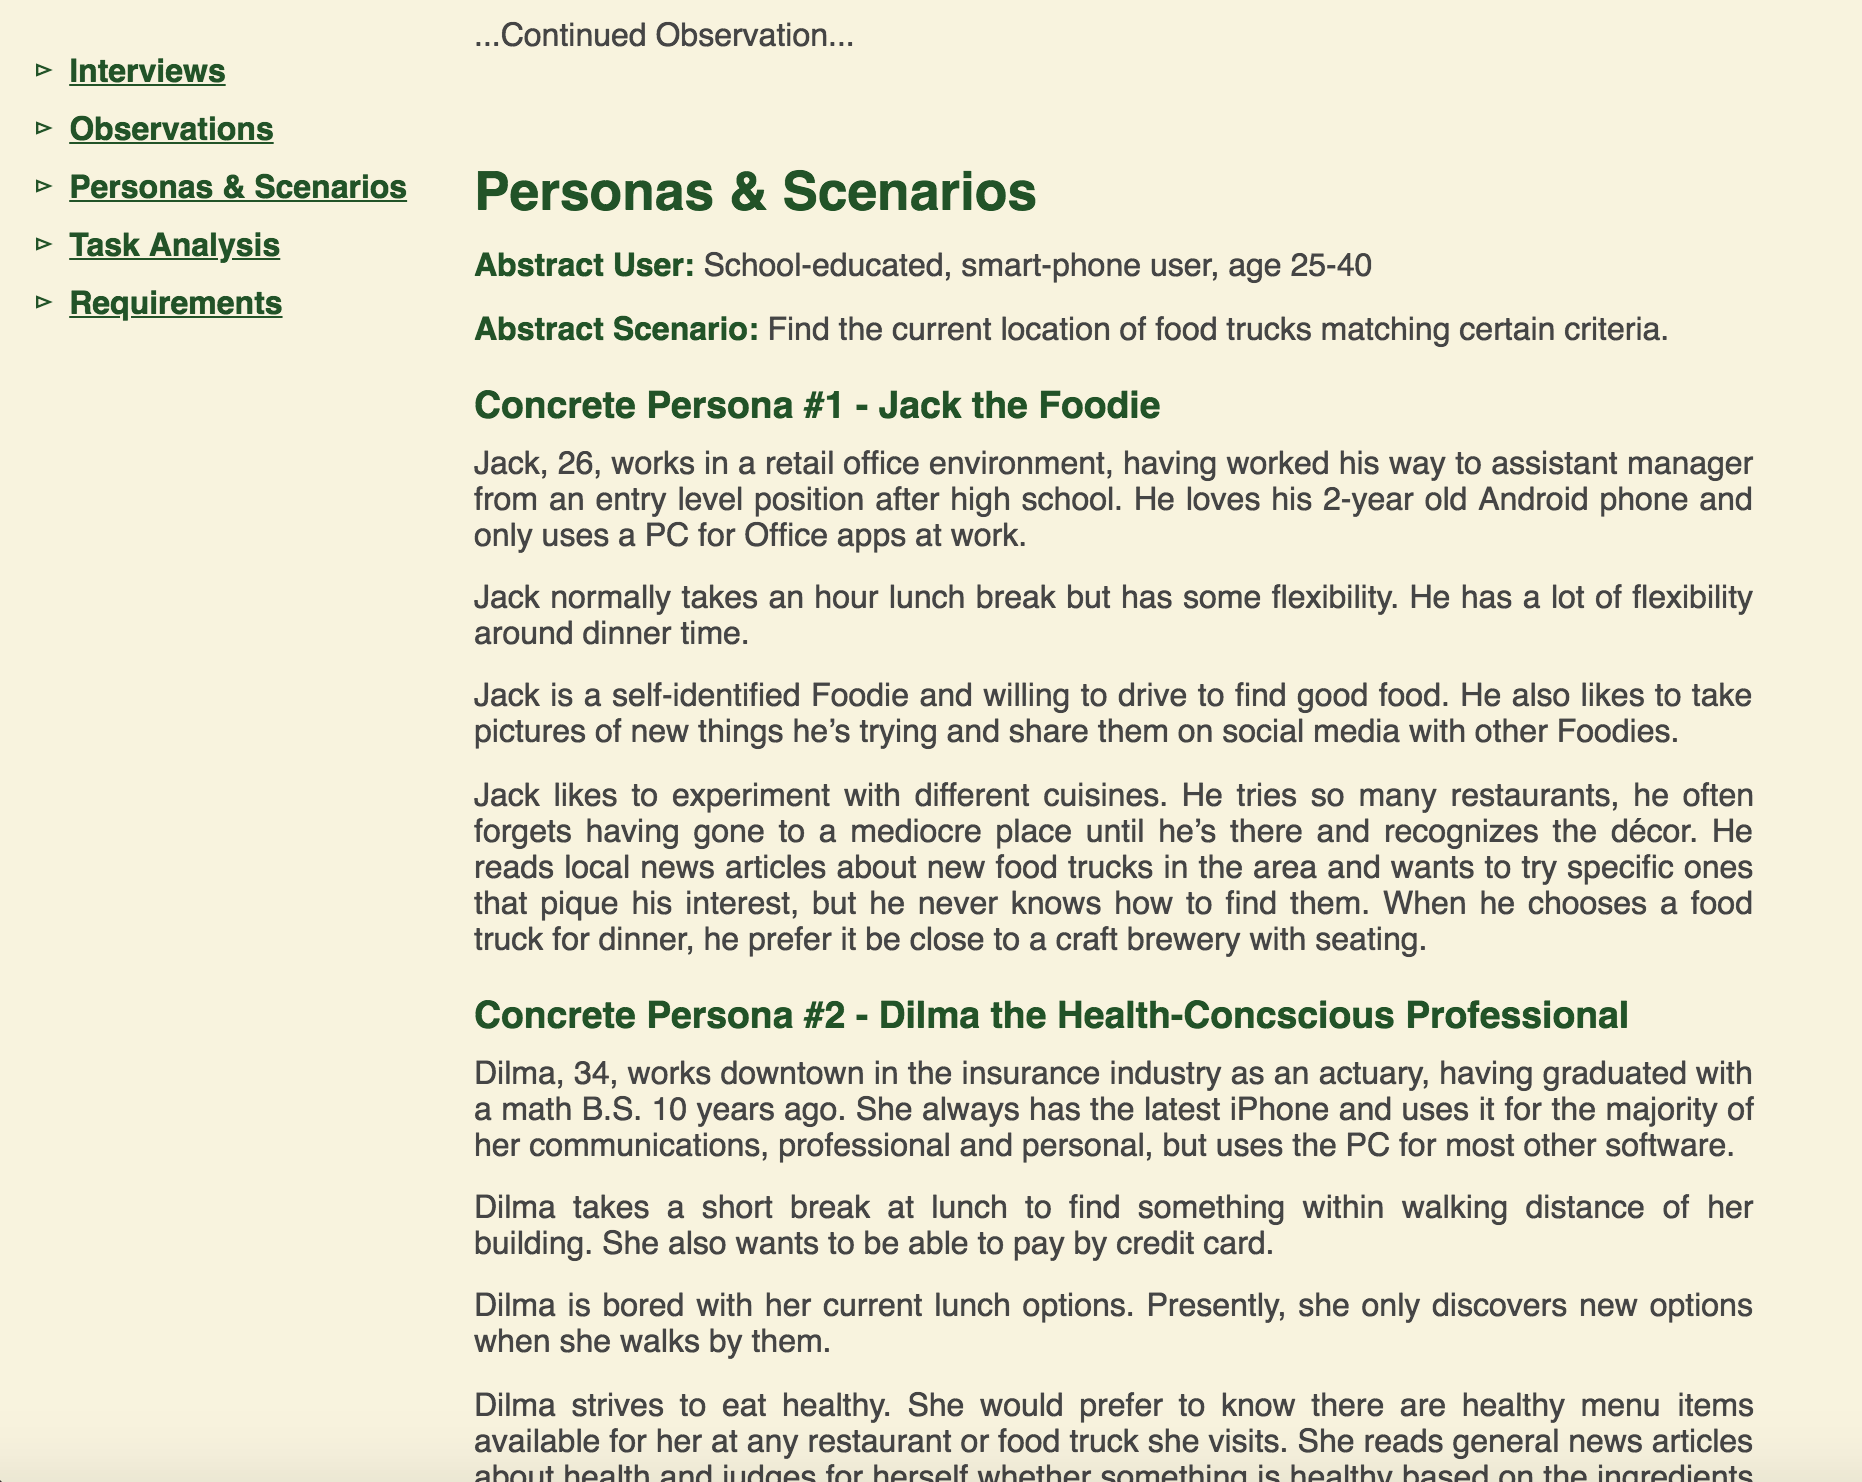 ...Continued Observation...
Interviews
Observations
Personas & Scenarios
Task Analysis
Requirements
Personas & Scenarios
Abstract User: School-educated, smart-phone user, age 25-40
Abstract Scenario: Find the current location of food trucks matching certain criteria.
Concrete Persona #1 - Jack the Foodie
Jack, 26, works in a retail office environment, having worked his way to assistant manager
from an entry level position after high school. He loves his 2-year old Android phone and
only uses a PC for Office apps at work.
Jack normally takes an hour lunch break but has some flexibility. He has a lot of flexibility
around dinner time.
Jack is a self-identified Foodie and willing to drive to find good food. He also likes to take
pictures of new things he’s trying and share them on social media with other Foodies.
Jack likes to experiment with different cuisines. He tries so many restaurants, he often
forgets having gone to a mediocre place until he’s there and recognizes the décor. He
reads local news articles about new food trucks in the area and wants to try specific ones
that pique his interest, but he never knows how to find them. When he chooses a food
truck for dinner, he prefer it be close to a craft brewery with seating.
Concrete Persona #2 - Dilma the Health-Concscious Professional
Dilma, 34, works downtown in the insurance industry as an actuary, having graduated with
a math B.S. 10 years ago. She always has the latest iPhone and uses it for the majority of
her communications, professional and personal, but uses the PC for most other software.
Dilma takes a short break at lunch to find something within walking distance of her
building. She also wants to be able to pay by credit card.
Dilma is bored with her current lunch options. Presently, she only discovers new options
when she walks by them.
Dilma strives to eat healthy. She would prefer to know there are healthy menu items
available for her at any restaurant or food truck she visits. She reads general news articles
about health and judges for herself whether something is healthy based on the ingredients